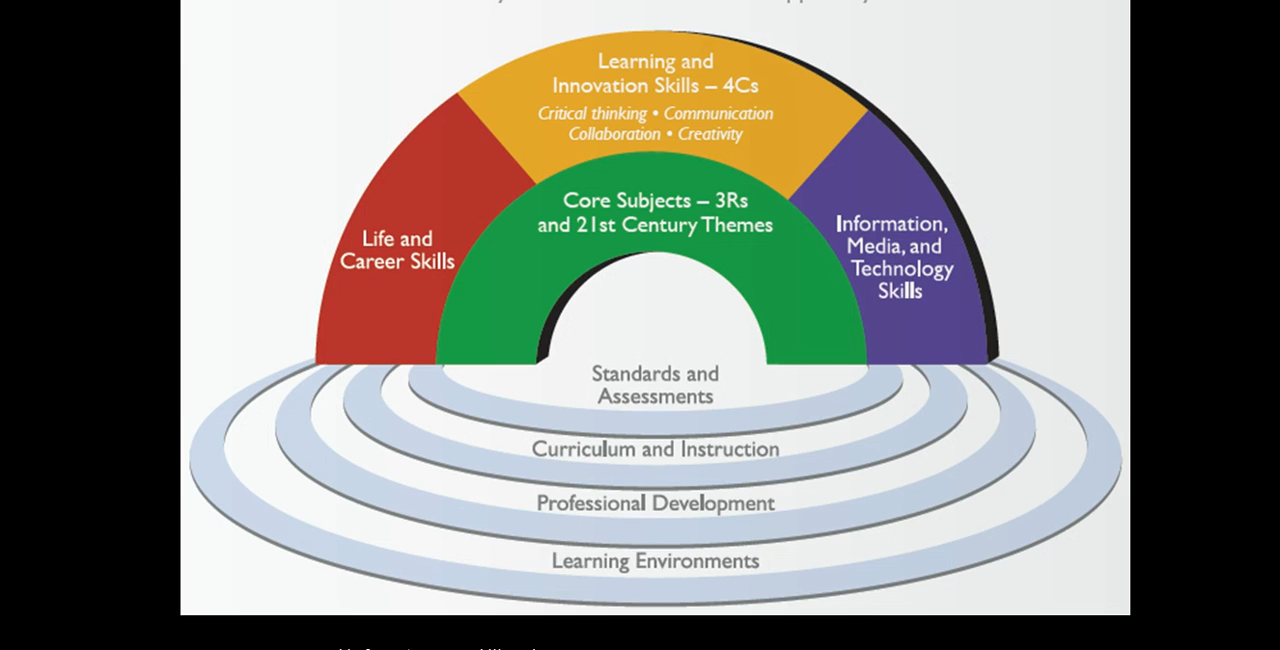 Learning and
Innovation Skills – 4Cs
Critical thinking • Communication
Collaboration • Creativity
Core Subjects – 3Rs
and 21st Century Themes
Life and
Career Skills
Information,
Media, and
Technology
Skills
Standards and
Assessments
Curriculum and Instruction
Professional Development
Learning Environments